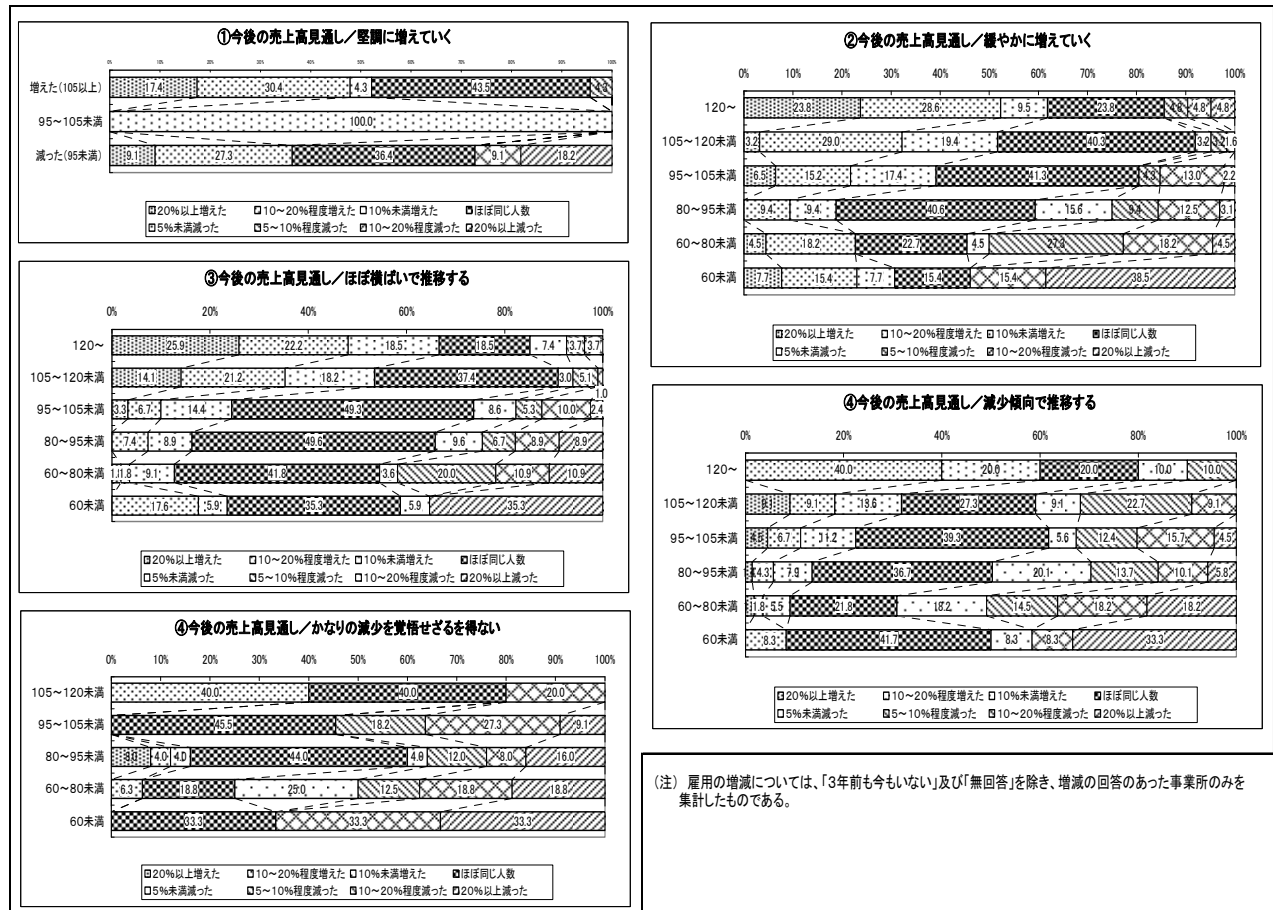 ①今後の売上高見通し／堅調に増えていく
0% 10% 20% 30% 40% 50% 60% 70% 80% 90% 100%
増えた(105以上) 17.4 30.4 4.3 43.5 4.3
95～105未満 100.0
減った(95未満) 9.1 27.3 36.4 9.1 18.2
20%以上増えた 10～20%程度増えた 10%未満増えた ほぼ同じ人数
5%未満減った 5～10%程度減った 10～20%程度減った 20%以上減った
②今後の売上高見通し／緩やかに増えていく
0% 10% 20% 30% 40% 50% 60% 70% 80% 90% 100%
120～ 23.8 28.6 9.5 23.8 4.8 4.8 4.8
105～120未満 3.2 29.0 19.4 40.3 3.2 3.2 1.6
95～105未満 6.5 15.2 17.4 41.3 4.3 13.0 2.2
80～95未満 9.4 9.4 40.6 15.6 9.4 12.5 3.1
60～80未満 4.5 18.2 22.7 4.5 27.3 18.2 4.5
60未満 7.7 15.4 7.7 15.4 15.4 38.5
20%以上増えた 10～20%程度増えた 10%未満増えた ほぼ同じ人数
5%未満減った 5～10%程度減った 10～20%程度減った 20%以上減った
③今後の売上高見通し／ほぼ横ばいで推移する
0% 20% 40% 60% 80% 100%
120～ 25.9 22.2 18.5 18.5 7.4 3.7 3.7
105～120未満 14.1 21.2 18.2 37.4 3.0 5.1 1.0
95～105未満 3.3 6.7 14.4 49.3 8.6 5.3 10.0 2.4
80～95未満 7.4 8.9 49.6 9.6 6.7 8.9 8.9
60～80未満 1.8 9.1 41.8 3.6 20.0 10.9 10.9
60未満 17.6 5.9 35.3 5.9 35.3
20%以上増えた 10～20%程度増えた 10%未満増えた ほぼ同じ人数
5%未満減った 5～10%程度減った 10～20%程度減った 20%以上減った
④今後の売上高見通し／減少傾向で推移する
0% 20% 40% 60% 80% 100%
120～ 40.0 20.0 20.0 10.0 10.0
105～120未満 9.1 9.1 13.6 27.3 9.1 22.7 9.1
95～105未満 4.5 6.7 11.2 39.3 5.6 12.4 15.7 4.5
80～95未満 4.3 7.9 36.7 20.1 13.7 10.1 5.8
60～80未満 1.8 5.5 21.8 18.2 14.5 18.2 18.2
60未満 8.3 41.7 8.3 8.3 33.3
20%以上増えた 10～20%程度増えた 10%未満増えた ほぼ同じ人数
5%未満減った 5～10%程度減った 10～20%程度減った 20%以上減った
④今後の売上高見通し／かなりの減少を覚悟せざるを得ない
0% 10% 20% 30% 40% 50% 60% 70% 80% 90% 100%
105～120未満 40.0 40.0 20.0
95～105未満 45.5 18.2 27.3 9.1
80～95未満 8.0 4.0 4.0 44.0 4.0 12.0 8.0 16.0
60～80未満 6.3 18.8 25.0 12.5 18.8 18.8
60未満 33.3 33.3 33.3
20%以上増えた 10～20%程度増えた 10%未満増えた ほぼ同じ人数
5%未満減った 5～10%程度減った 10～20%程度減った 20%以上減った
(注) 雇用の増減については、「3年前も今もいない」及び「無回答」を除き、増減の回答のあった事業所のみを
集計したものである。